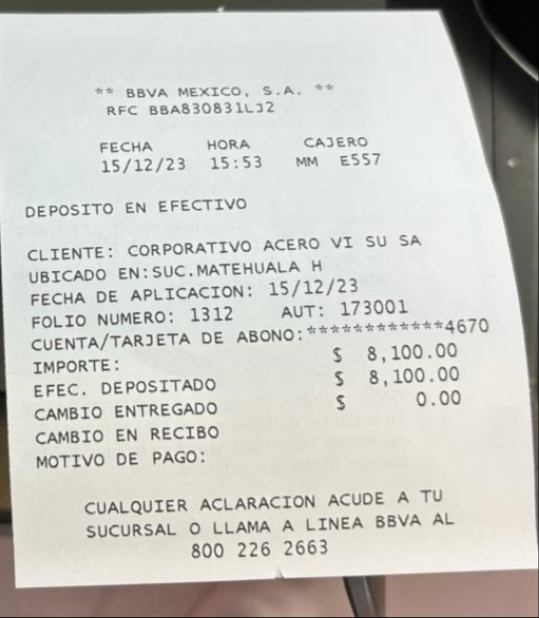 ** BBVA MEXICO, S.A. **
RFC BBA830831LJ2
FECHA HORA CAJERO
15/12/23 15:53 MM E557
DEPOSITO EN EFECTIVO
CLIENTE: CORPORATIVO ACERO VI SU SA
UBICADO EN:SUC.MATEHUALA H
FECHA DE APLICACION: 15/12/23
FOLIO NUMERO: 1312 AUT: 173001
CUENTA/TARJETA DE ABONO:************4670
IMPORTE: $ 8,100.00
EFEC. DEPOSITADO $ 8,100.00
CAMBIO ENTREGADO $ 0.00
CAMBIO EN RECIBO
MOTIVO DE PAGO:
CUALQUIER ACLARACION ACUDE A TU
SUCURSAL O LLAMA A LINEA BBVA AL
800 226 2663